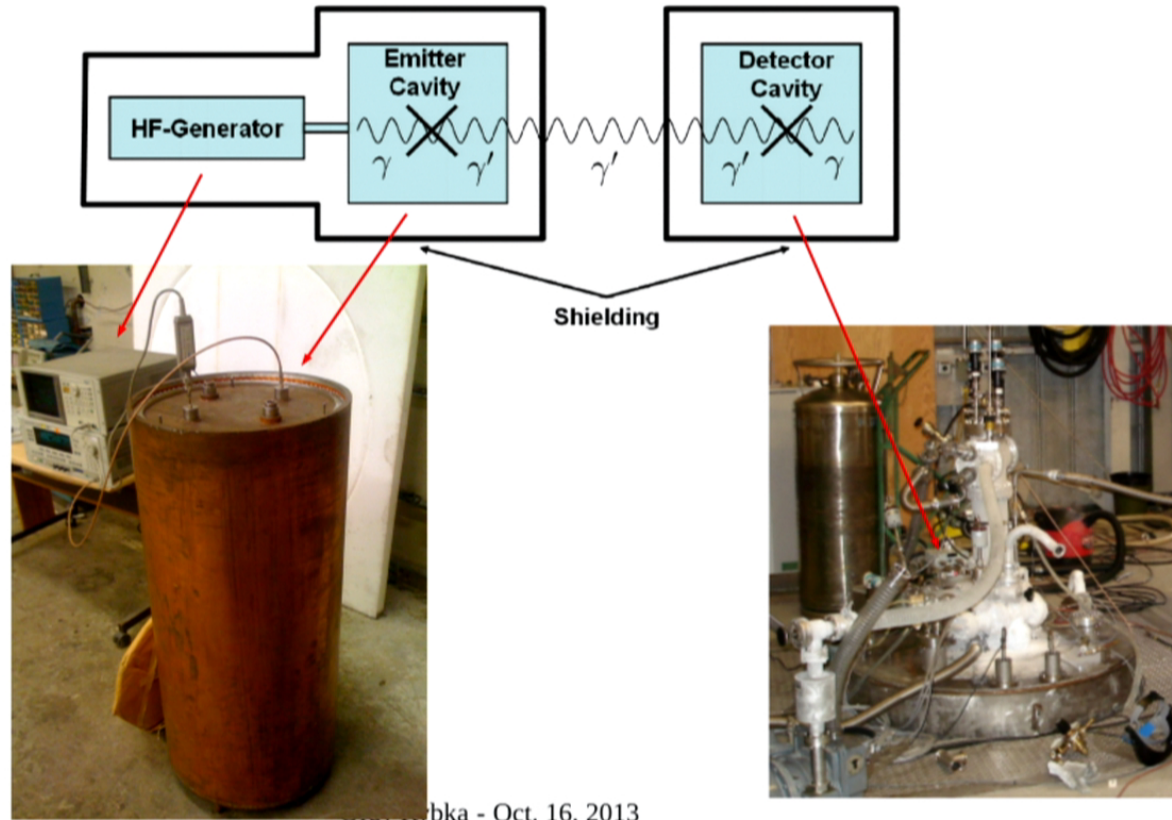 Emitter
Cavity
Detector
Cavity
HF-Generator
γ
γ′
γ′
γ′
γ
Shielding
- Oct. 16, 2013